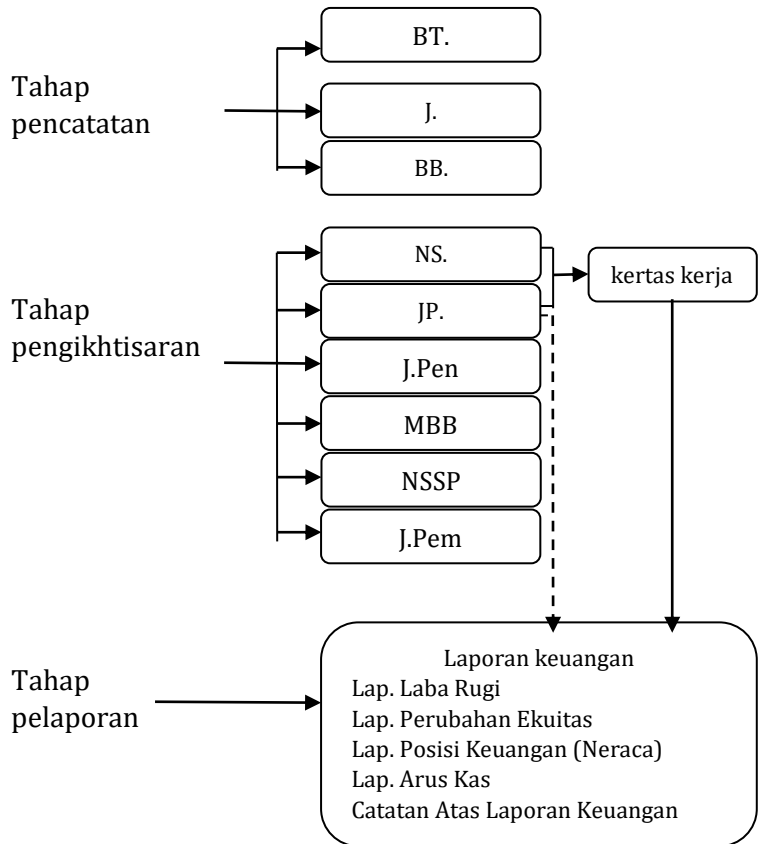 BT.
Tahap
pencatatan
J.
BB.
NS.
kertas kerja
Tahap
pengikhtisaran
JP.
J.Pen
MBB
NSSP
J.Pem
Tahap
pelaporan
Laporan keuangan
Lap. Laba Rugi
Lap. Perubahan Ekuitas
Lap. Posisi Keuangan (Neraca)
Lap. Arus Kas
Catatan Atas Laporan Keuangan